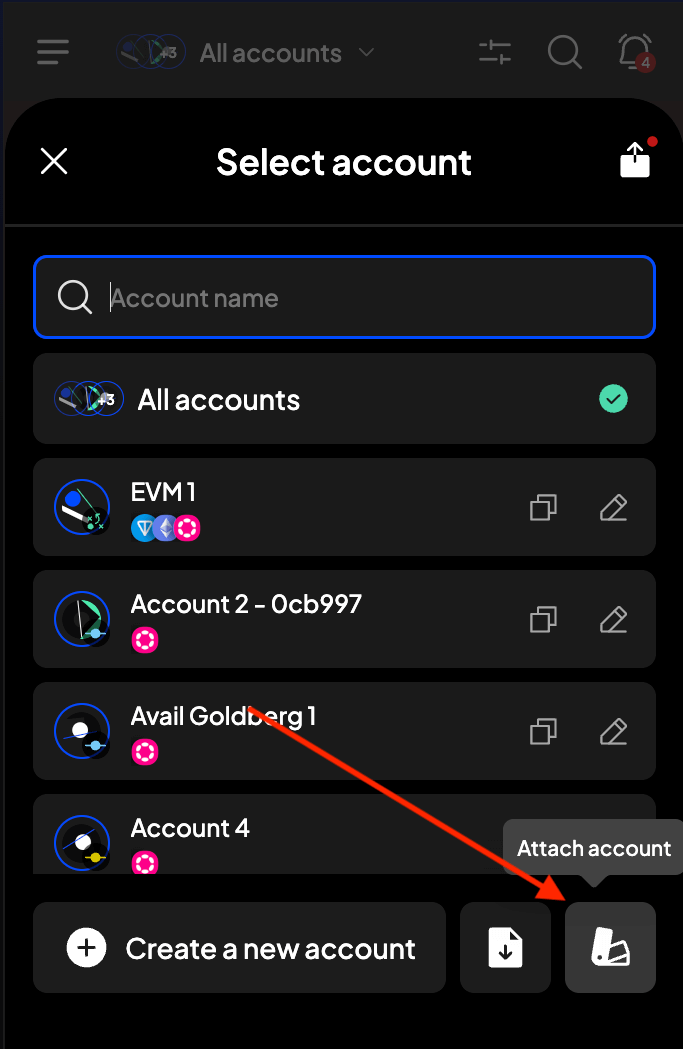 +3 All accounts
4
Select account
Account name
+3 All accounts
EVM 1
Account 2 - 0cb997
Avail Goldberg 1
Account 4
Attach account
Create a new account